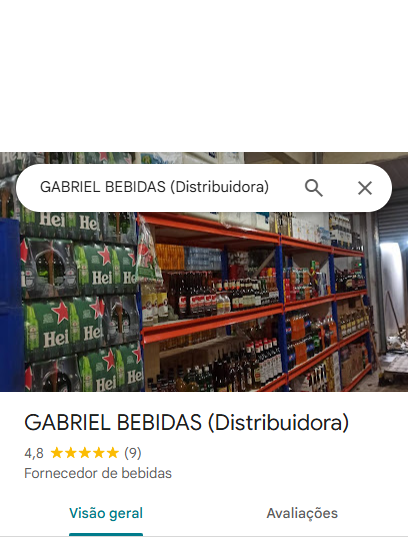 GABRIEL BEBIDAS (Distribuidora)
Hei
Hei
Hei
Hei
Hei
Hei
GABRIEL BEBIDAS (Distribuidora)
4,8 ★★★★★ (9)
Fornecedor de bebidas
Visão geral Avaliações